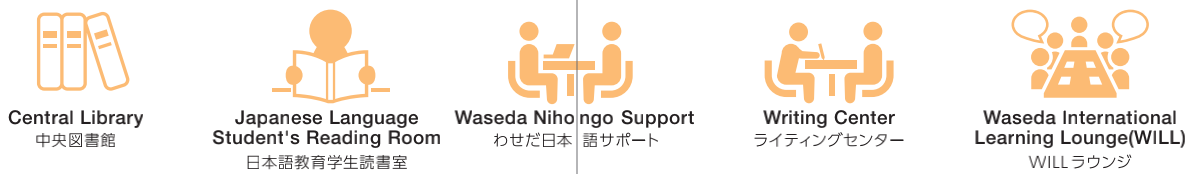 Central Library
中央図書館
Japanese Language
Student's Reading Room
日本語教育学生読書室
Waseda Nihongo Support
わせだ日本語サポート
Writing Center
ライティングセンター
Waseda International
Learning Lounge(WILL)
WILLラウンジ